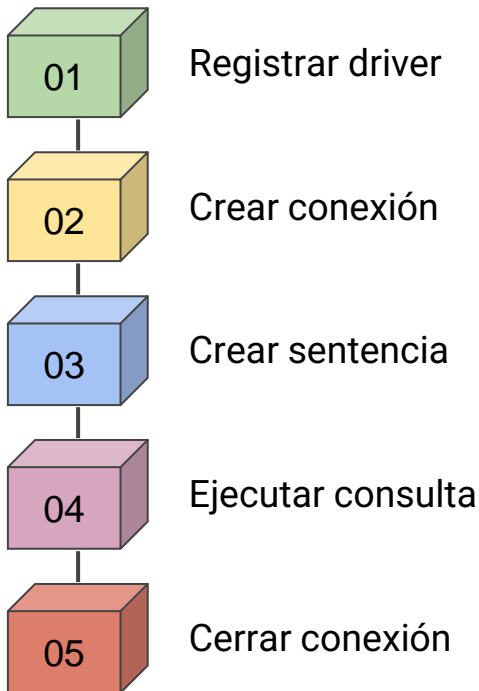 01 Registrar driver
02 Crear conexión
03 Crear sentencia
04 Ejecutar consulta
05 Cerrar conexión